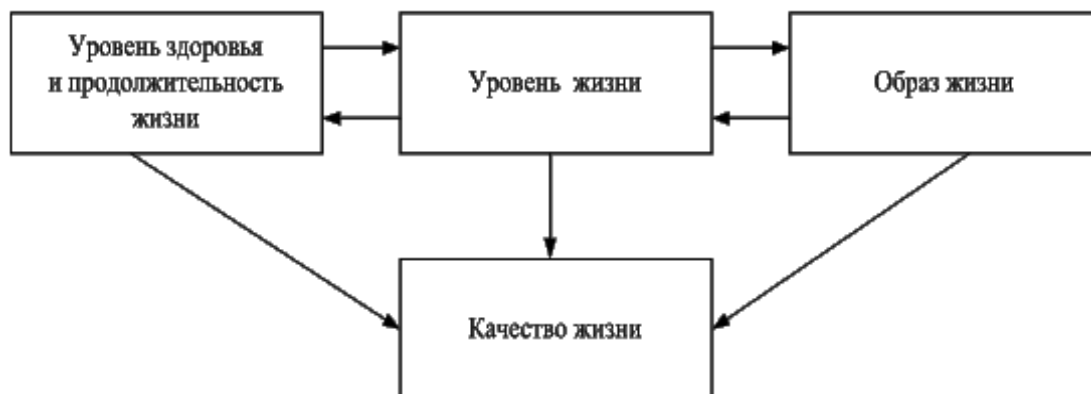 Уровень здоровья
и продолжительность
жизни
Уровень жизни
Образ жизни
Качество жизни